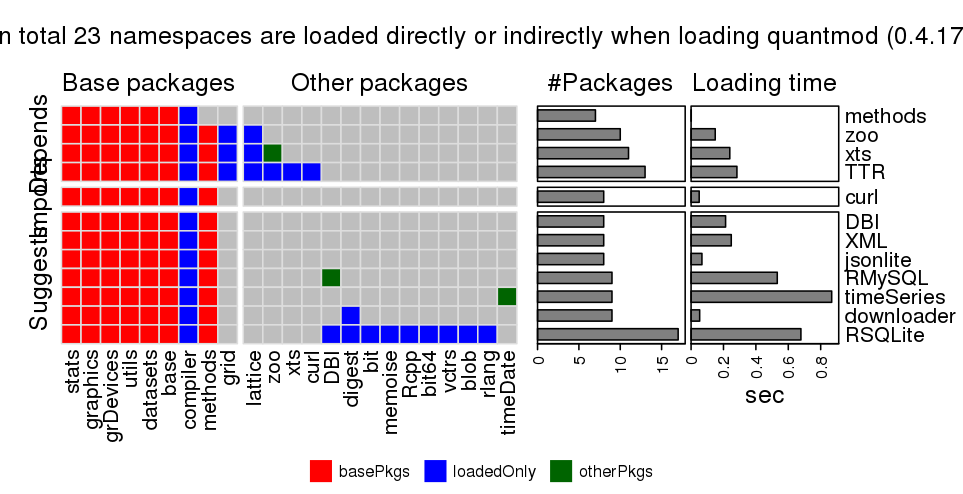 n total 23 namespaces are loaded directly or indirectly when loading quantmod (0.4.17
Base packages
Other packages
#Packages
Loading time
Depends
Imports
Suggests
methods
zoo
xts
TTR
curl
DBI
XML
jsonlite
RMySQL
timeSeries
downloader
RSQLite
stats
graphics
grDevices
utils
datasets
base
compiler
methods
grid
lattice
zoo
xts
curl
DBI
digest
bit
memoise
Rcpp
bit64
vctrs
blob
rlang
timeDate
0 5 10 15
0 0.2 0.4 0.6 0.8
sec
basePkgs loadedOnly otherPkgs